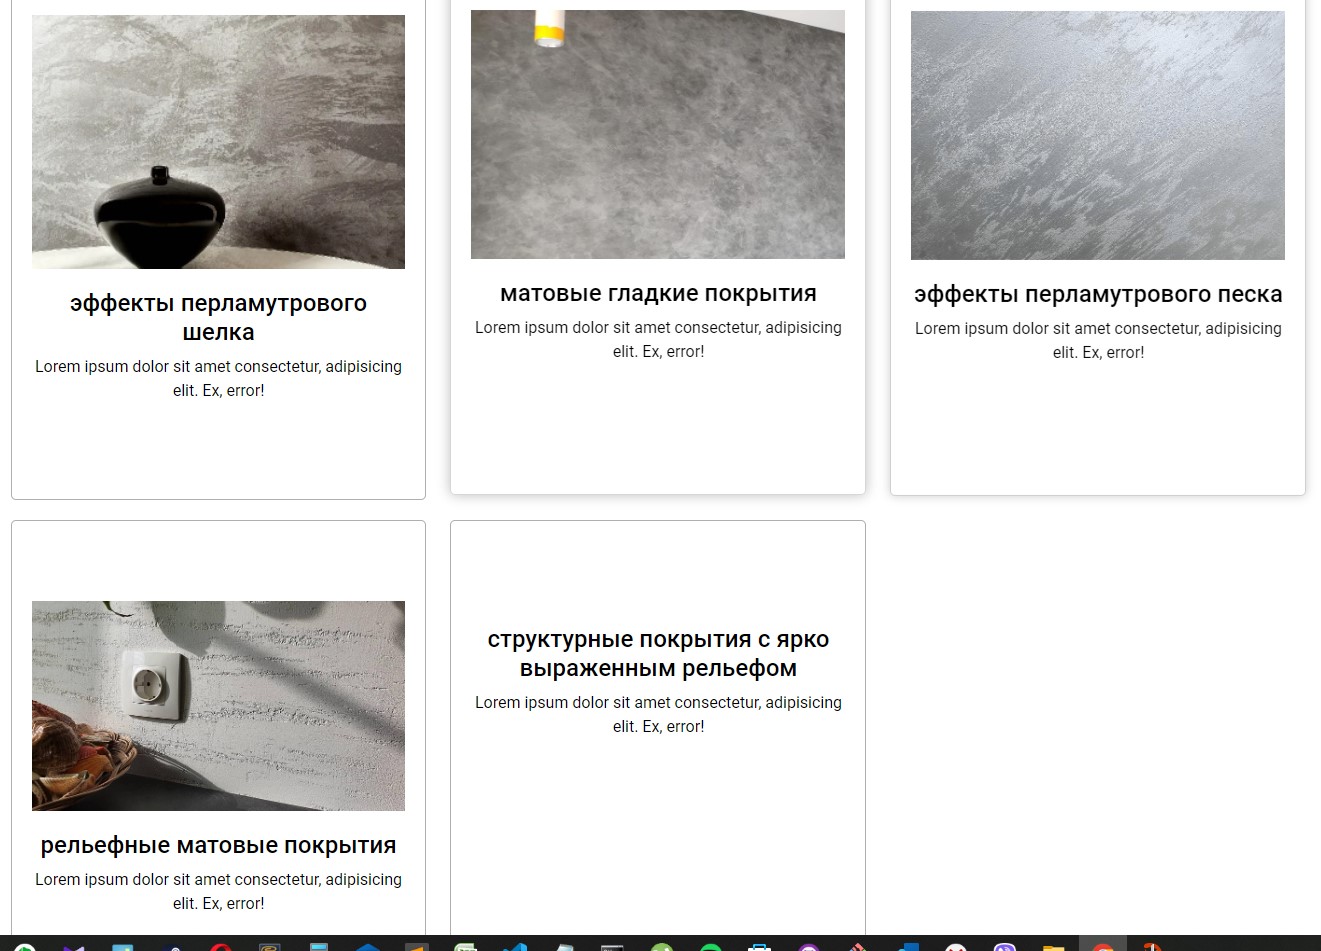 эффекты перламутрового
шелка
Lorem ipsum dolor sit amet consectetur, adipisicing
elit. Ex, error!
матовые гладкие покрытия
Lorem ipsum dolor sit amet consectetur, adipisicing
elit. Ex, error!
эффекты перламутрового песка
Lorem ipsum dolor sit amet consectetur, adipisicing
elit. Ex, error!
рельефные матовые покрытия
Lorem ipsum dolor sit amet consectetur, adipisicing
elit. Ex, error!
структурные покрытия с ярко
выраженным рельефом
Lorem ipsum dolor sit amet consectetur, adipisicing
elit. Ex, error!